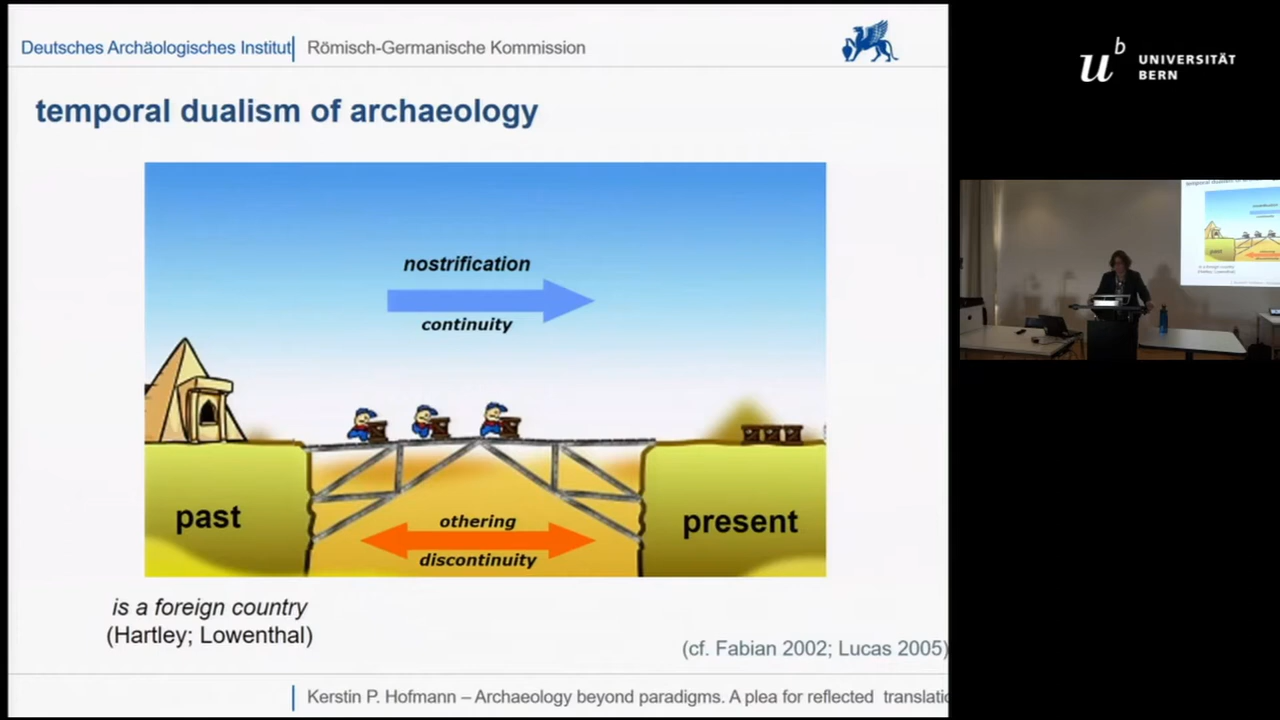 Deutsches Archäologisches Institut
Römisch-Germanische Kommission
temporal dualism of archaeology
nostrification
continuity
past
othering
discontinuity
present
is a foreign country
(Hartley; Lowenthal)
(cf. Fabian 2002; Lucas 2005)
Kerstin P. Hofmann – Archaeology beyond paradigms. A plea for reflected translatio
u b UNIVERSITÄT
BERN